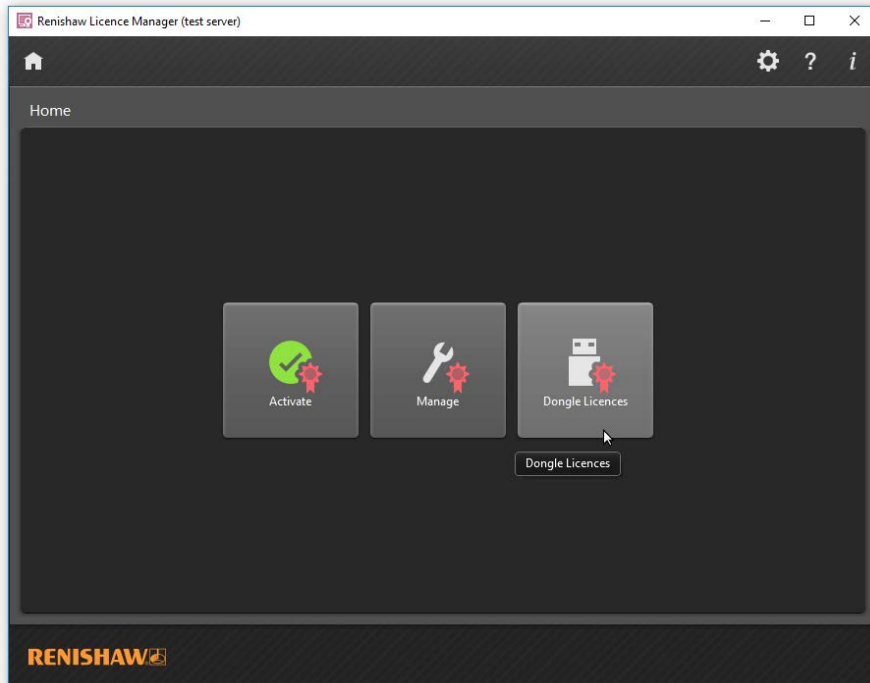 Renishaw Licence Manager (test server)
? i
Home
Activate Manage Dongle Licences
Dongle Licences
RENISHAW